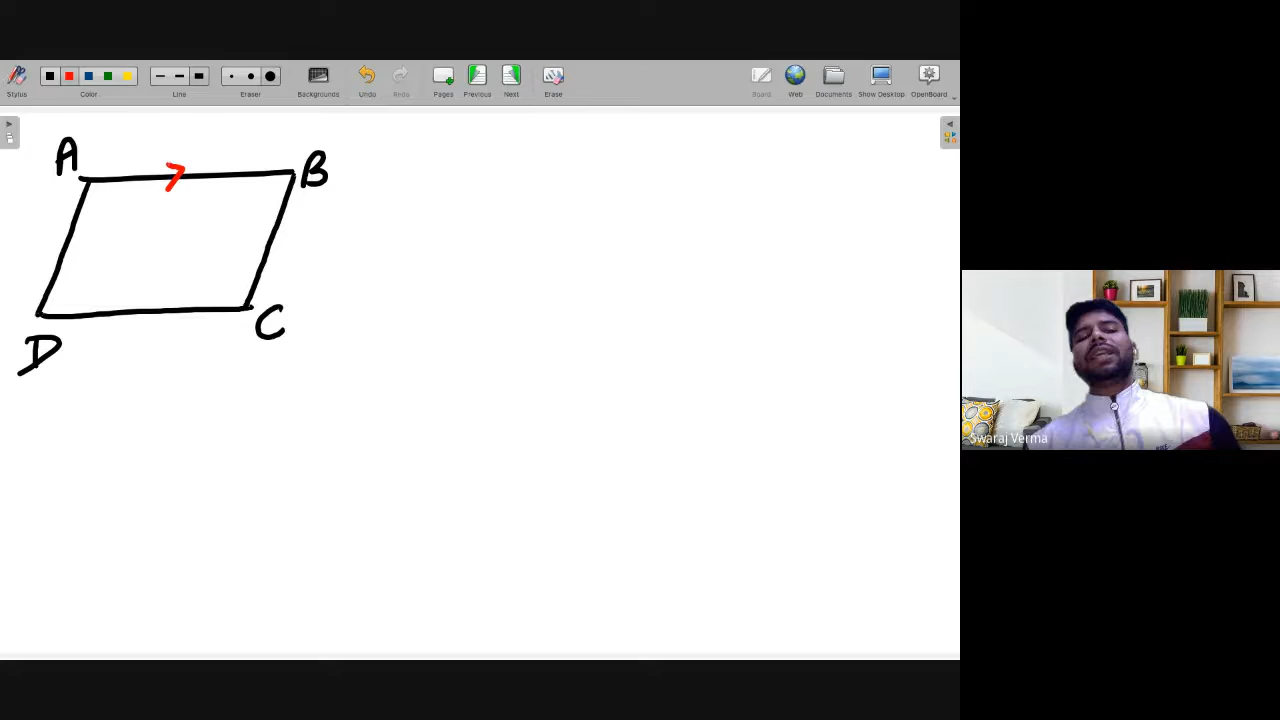 Stylus Color Line Eraser Backgrounds Undo Redo Pages Previous Next Erase Board Web Documents Show Desktop OpenBoard
A B
D C
Swaraj Verma